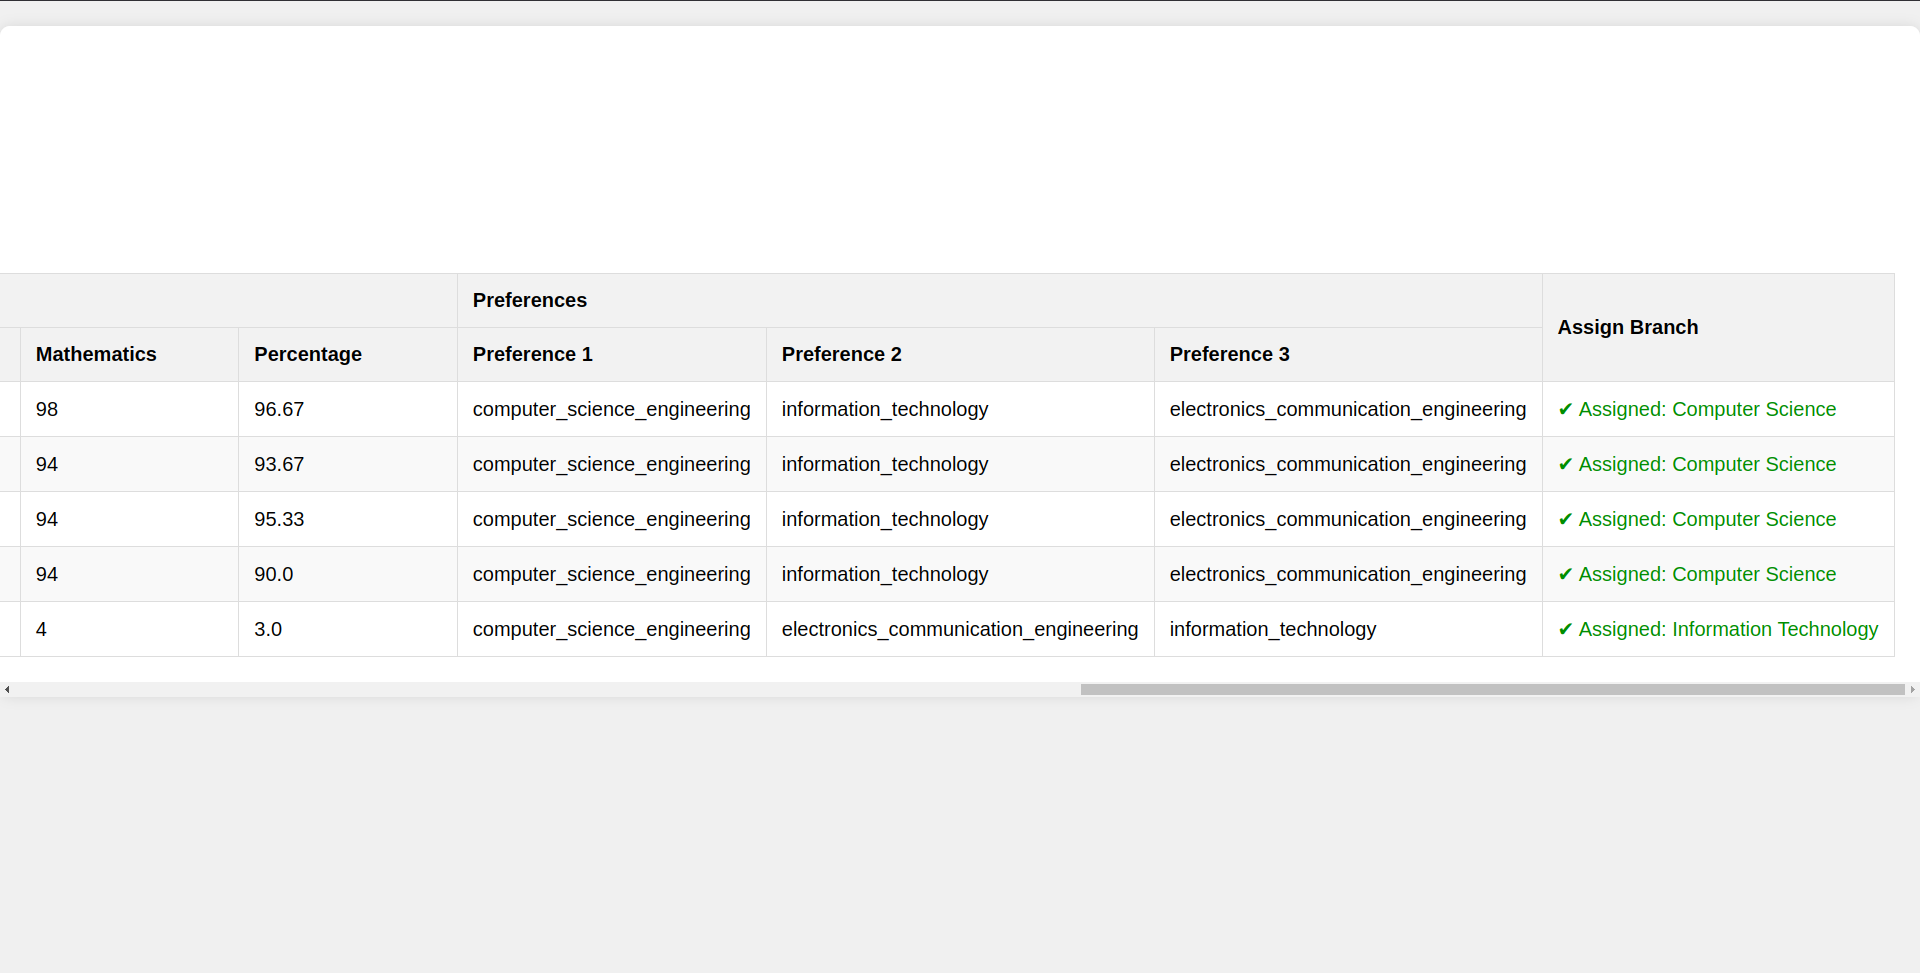 Preferences
Assign Branch
Mathematics Percentage Preference 1 Preference 2 Preference 3
98 96.67 computer_science_engineering information_technology electronics_communication_engineering ✔ Assigned: Computer Science
94 93.67 computer_science_engineering information_technology electronics_communication_engineering ✔ Assigned: Computer Science
94 95.33 computer_science_engineering information_technology electronics_communication_engineering ✔ Assigned: Computer Science
94 90.0 computer_science_engineering information_technology electronics_communication_engineering ✔ Assigned: Computer Science
4 3.0 computer_science_engineering electronics_communication_engineering information_technology ✔ Assigned: Information Technology